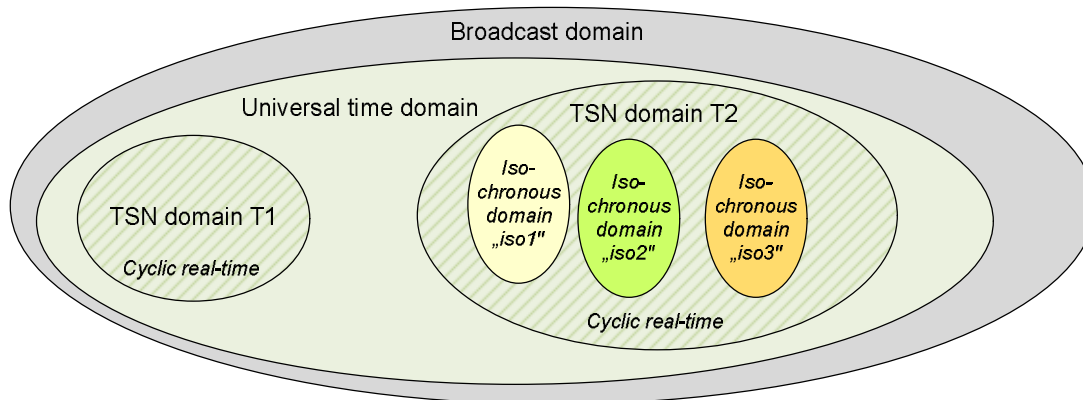 Broadcast domain
Universal time domain
TSN domain T2
TSN domain T1
Cyclic real-time
Iso-
chronous
domain
„iso1"
Iso-
chronous
domain
„iso2"
Iso-
chronous
domain
„iso3"
Cyclic real-time